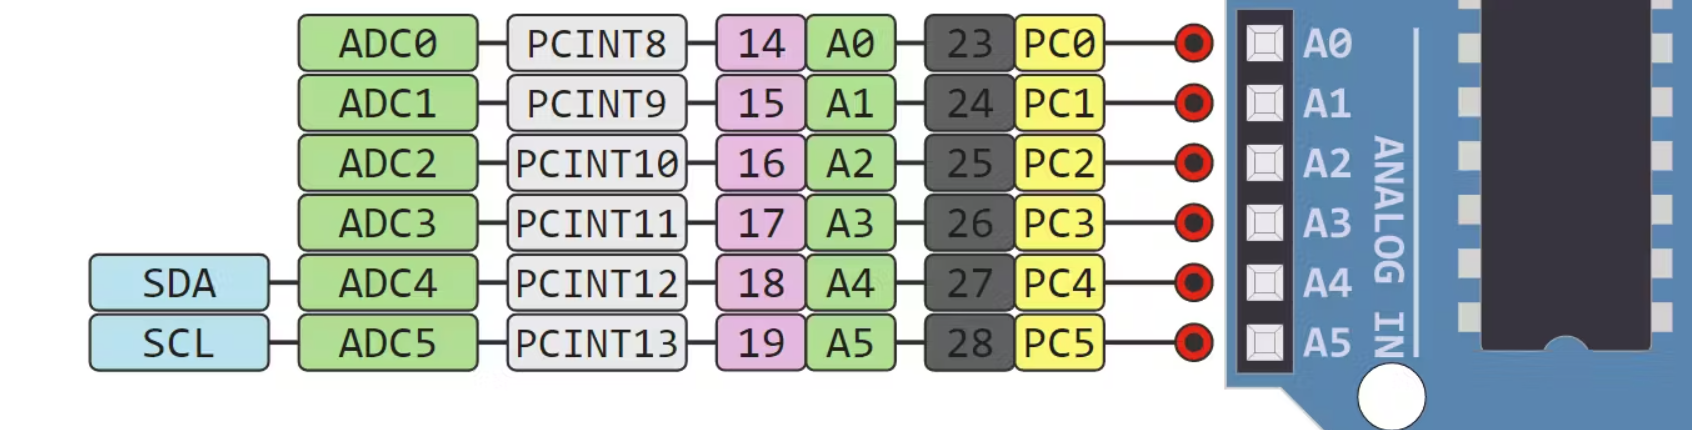 ADC0 PCINT8 14 A0 23 PC0 A0
ADC1 PCINT9 15 A1 24 PC1 A1
ADC2 PCINT10 16 A2 25 PC2 A2
ADC3 PCINT11 17 A3 26 PC3 A3
SDA ADC4 PCINT12 18 A4 27 PC4 A4
SCL ADC5 PCINT13 19 A5 28 PC5 A5
ANALOG IN